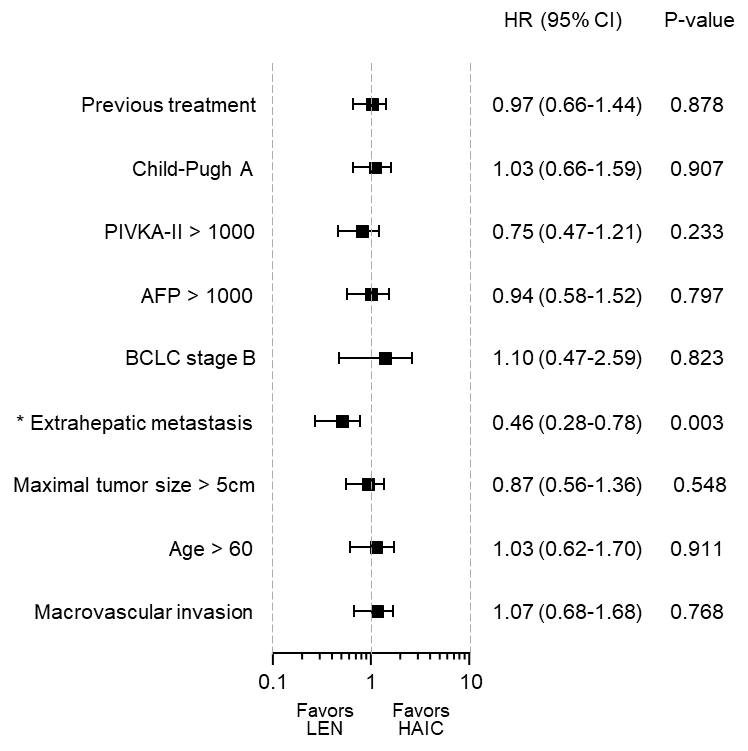 HR (95% CI) P-value
Previous treatment 0.97 (0.66-1.44) 0.878
Child-Pugh A 1.03 (0.66-1.59) 0.907
PIVKA-II > 1000 0.75 (0.47-1.21) 0.233
AFP > 1000 0.94 (0.58-1.52) 0.797
BCLC stage B 1.10 (0.47-2.59) 0.823
* Extrahepatic metastasis 0.46 (0.28-0.78) 0.003
Maximal tumor size > 5cm 0.87 (0.56-1.36) 0.548
Age > 60 1.03 (0.62-1.70) 0.911
Macrovascular invasion 1.07 (0.68-1.68) 0.768
0.1 1 10
Favors Favors
LEN HAIC